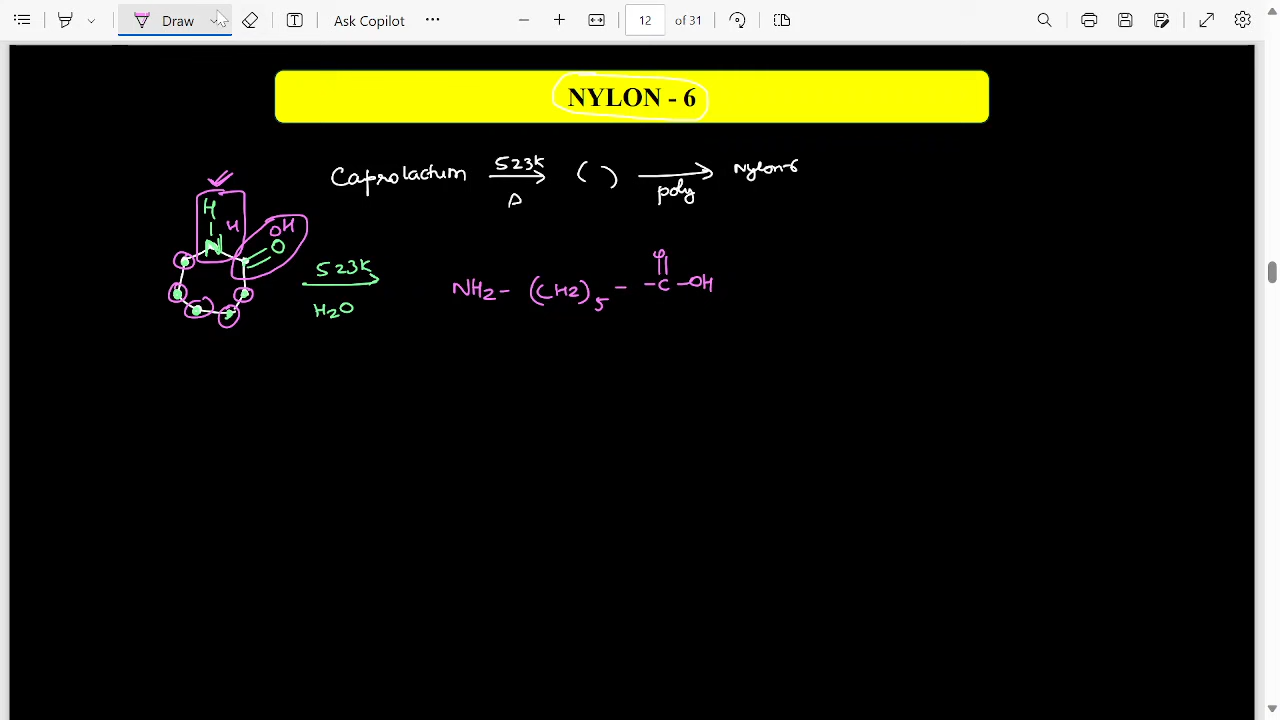 Draw
Ask Copilot
12 of 31
NYLON - 6
Caprolactum 523K Δ ( ) poly Nylon-6
H
H OH
N O
523K
H2O
NH2 - (CH2)5 - - C - OH
O